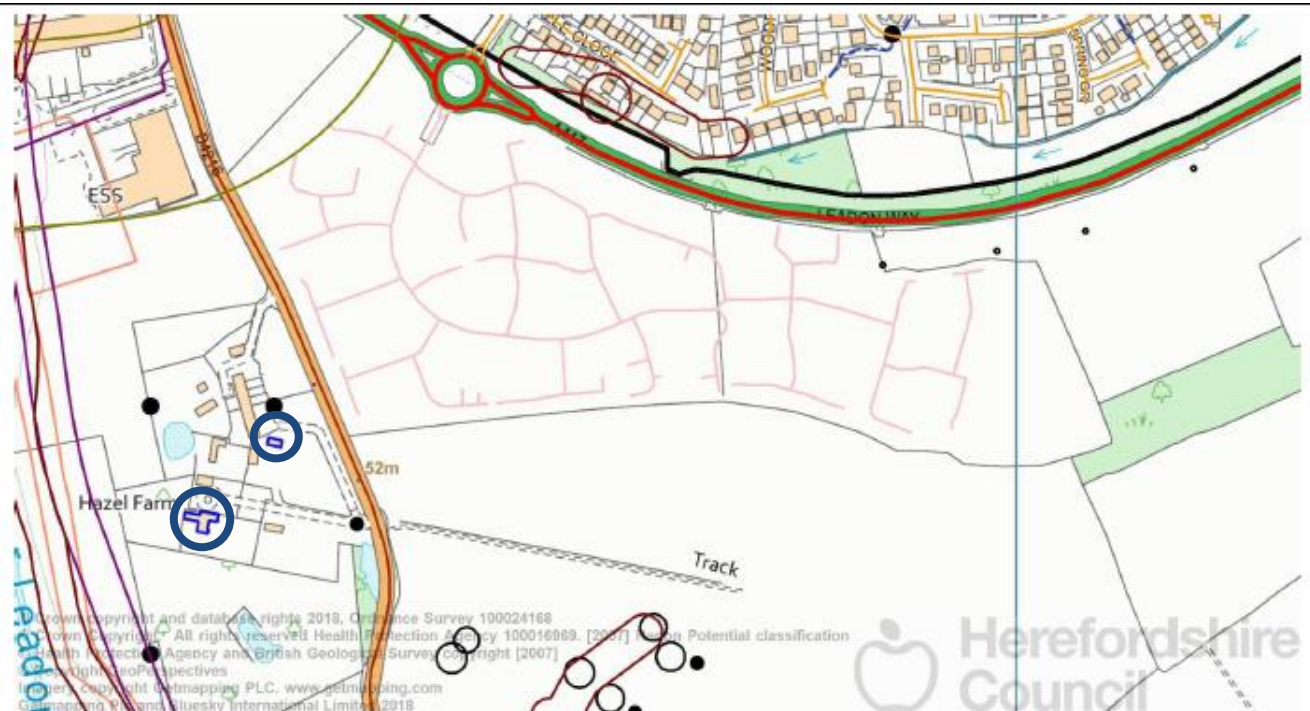 B4216
ESS
LEADON WAY
52m
Hazel Farm
Track
Crown copyright and database rights 2018. Ordnance Survey 100024168
Crown Copyright. All rights reserved Health Protection Agency 100016969. [2007] Radon Potential classification
Health Protection Agency and British Geological Survey copyright [2007]
Copyright GeoPerspectives
Imagery copyright Getmapping PLC. www.getmapping.com
Getmapping PLC and Bluesky International Limited 2018
Leadon
Herefordshire
Council